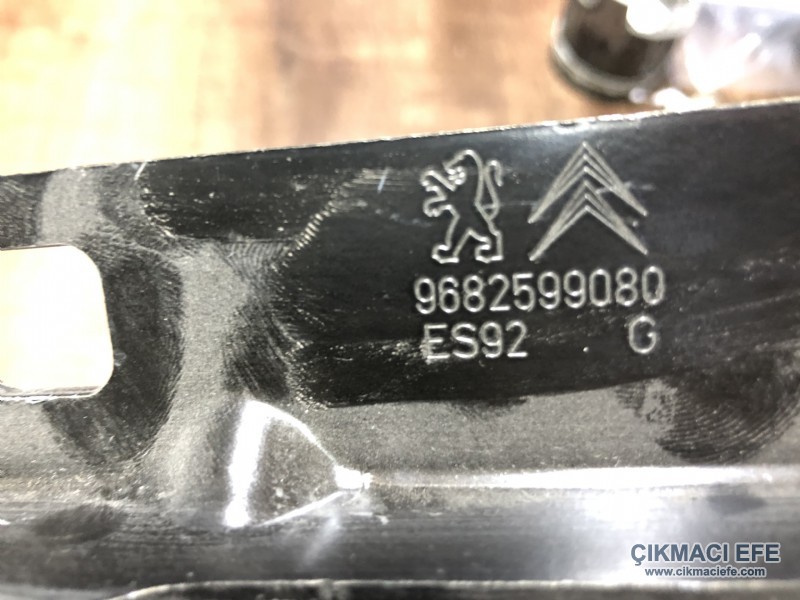 9682599080
ES92 G
ÇIKMACI EFE
www.cikmaciefe.com